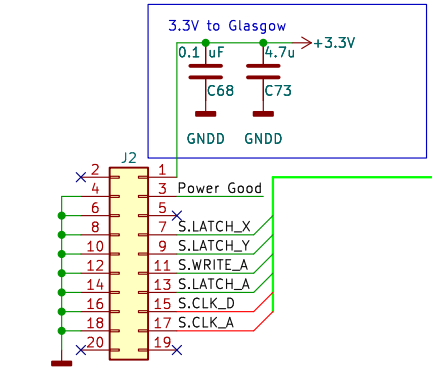 3.3V to Glasgow
+3.3V
0.1 uF
4.7u
C68
C73
GNDD
GNDD
J2
2
1
4
3
Power Good
6
5
8
7
S.LATCH_X
10
9
S.LATCH_Y
12
11
S.WRITE_A
14
13
S.LATCH_A
16
15
S.CLK_D
18
17
S.CLK_A
20
19